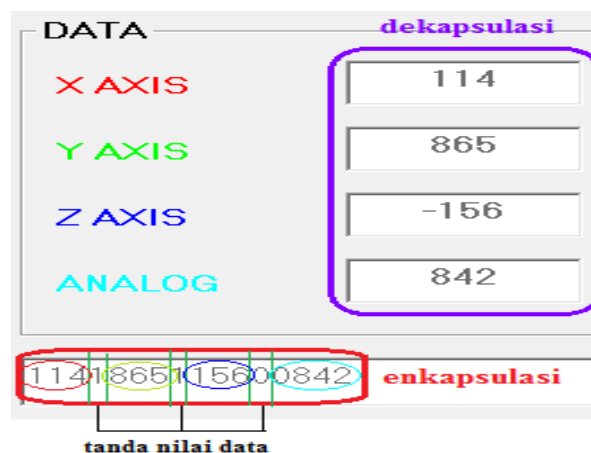 DATA dekapsulasi
X AXIS 114
Y AXIS 865
Z AXIS -156
ANALOG 842
1141865115600842 enkapsulasi
tanda nilai data